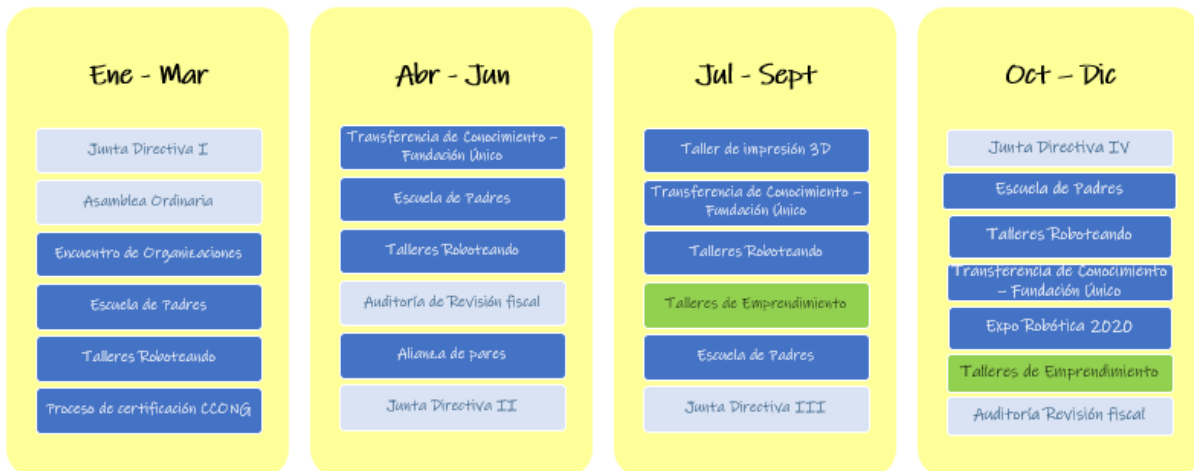 Ene - Mar
Junta Directiva I
Asamblea Ordinaria
Encuentro de Organizaciones
Escuela de Padres
Talleres Roboteando
Proceso de certificación CCONG
Abr - Jun
Transferencia de Conocimiento –
Fundación Único
Escuela de Padres
Talleres Roboteando
Auditoría de Revisión fiscal
Alianza de pares
Junta Directiva II
Jul - Sept
Taller de impresión 3D
Transferencia de Conocimiento –
Fundación Único
Talleres Roboteando
Talleres de Emprendimiento
Escuela de Padres
Junta Directiva III
Oct – Dic
Junta Directiva IV
Escuela de Padres
Talleres Roboteando
Transferencia de Conocimiento
– Fundación Único
Expo Robótica 2020
Talleres de Emprendimiento
Auditoría Revisión fiscal